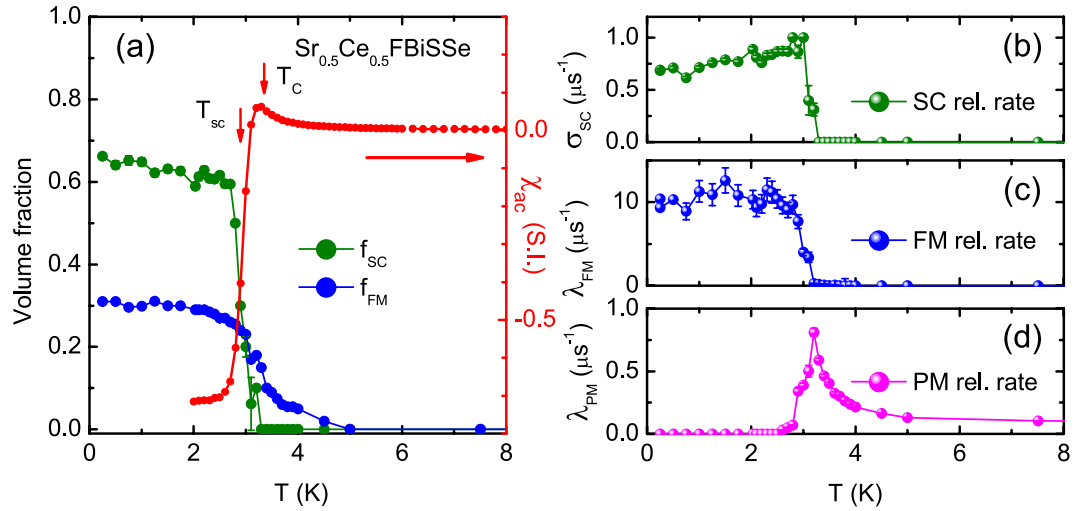 (a) Sr0.5Ce0.5FBiSSe
TC
Tsc
fSC
fFM
Volume fraction
1.0
0.8
0.6
0.4
0.2
0.0
0 2 4 6 8
T (K)
0.0
-0.5
χac (S.I.)
(b)
SC rel. rate
σSC (μs-1)
1.0
0.5
0.0
(c)
FM rel. rate
λFM (μs-1)
10
0
(d)
PM rel. rate
λPM (μs-1)
1.0
0.5
0.0
0 2 4 6 8
T (K)